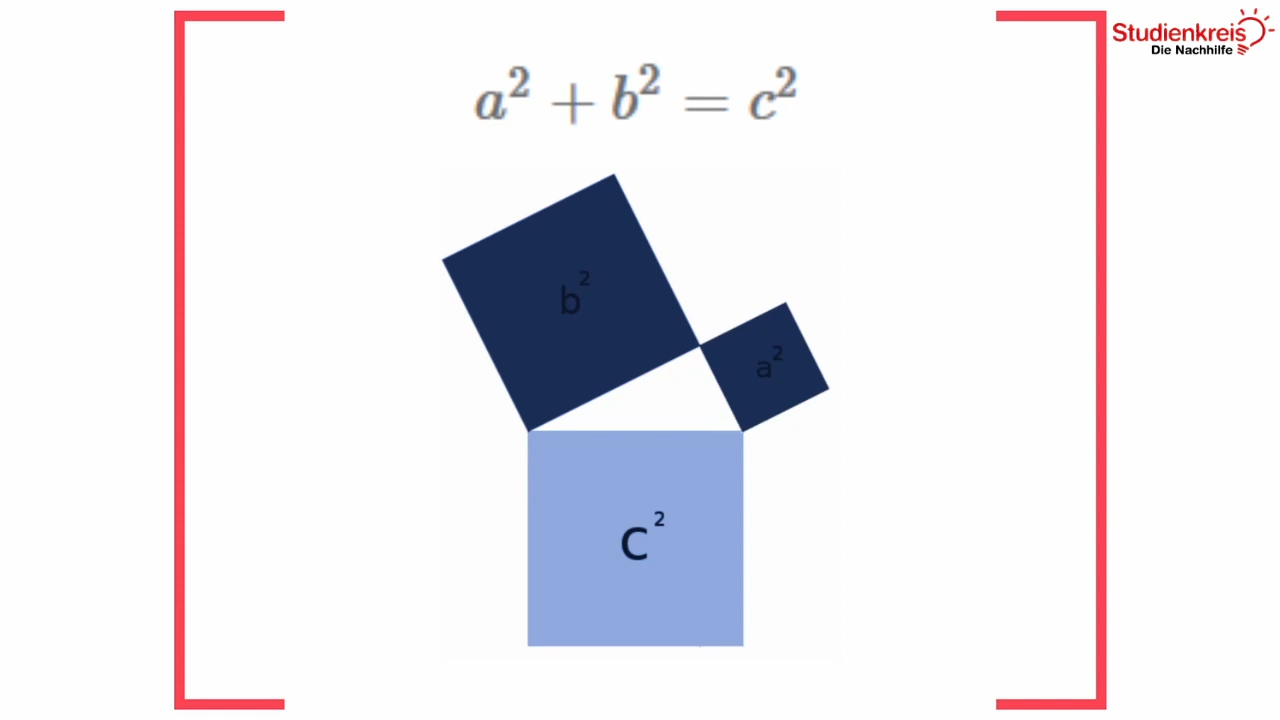 Studienkreis
Die Nachhilfe
a² + b² = c²
b²
a²
C²